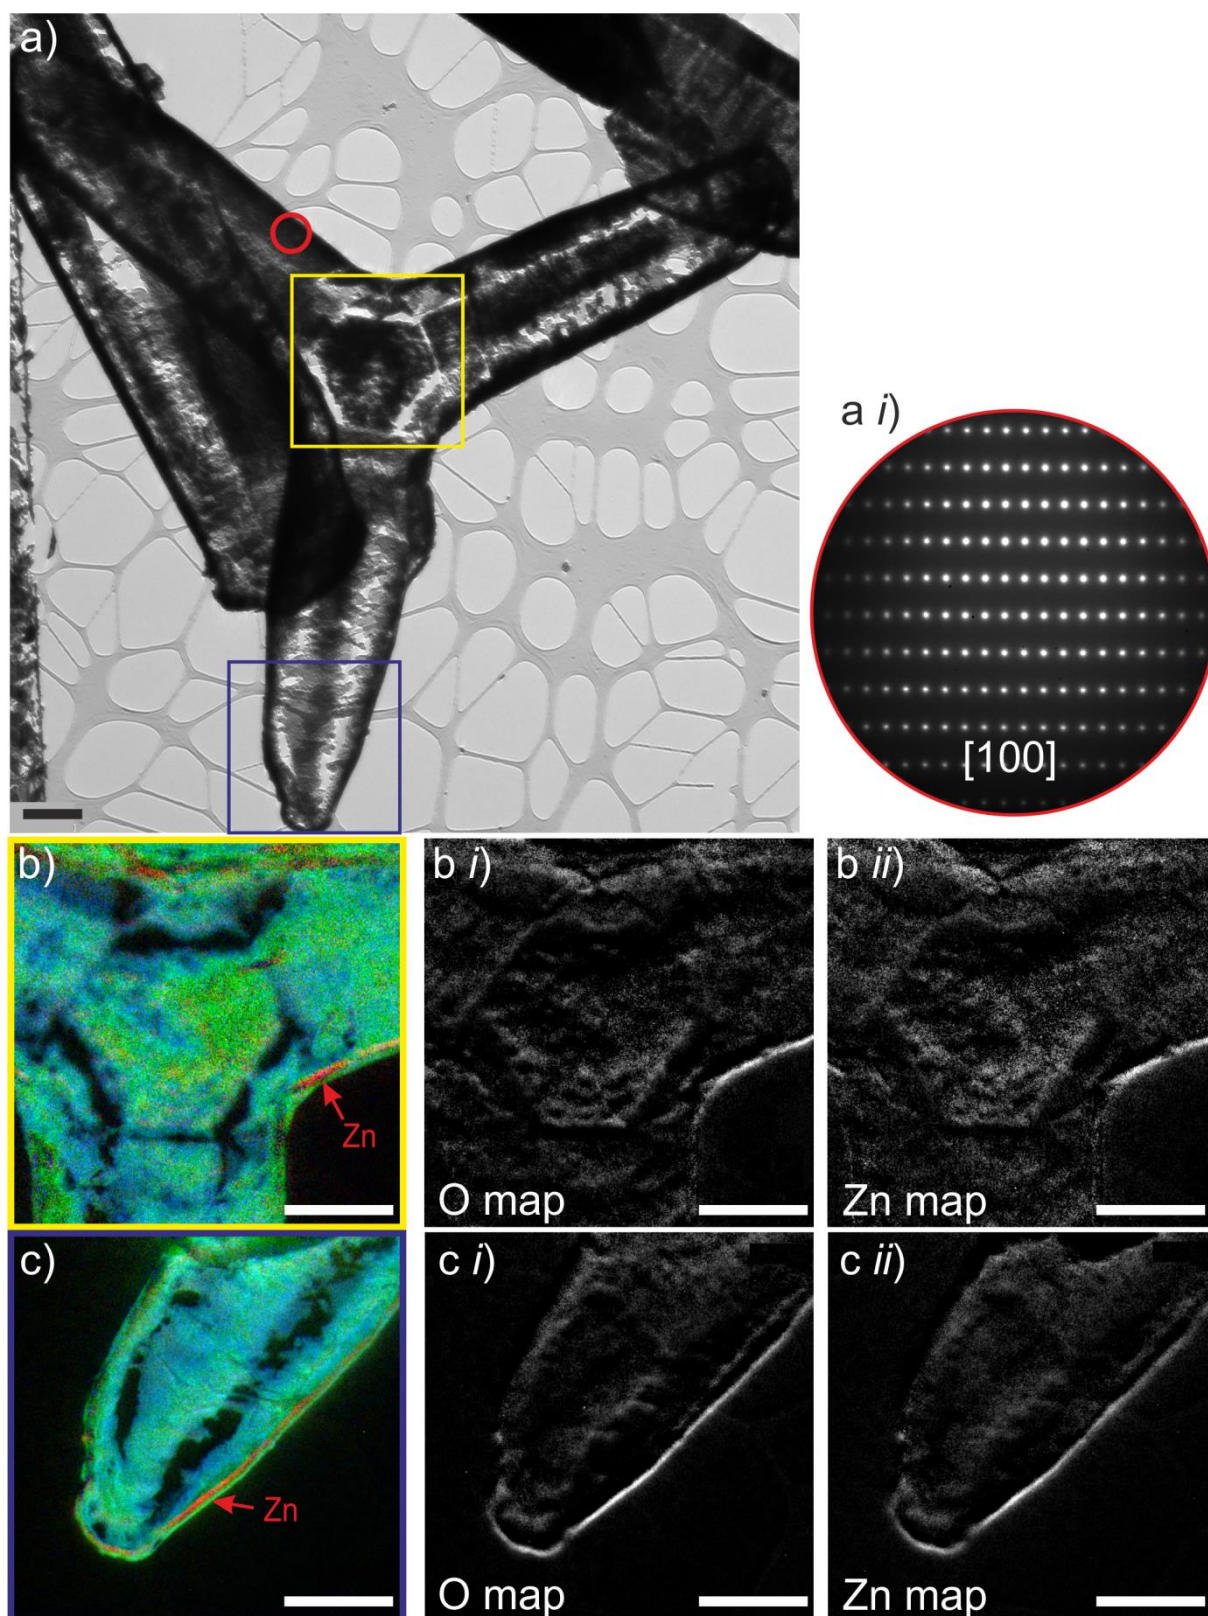 a)
a i)
[100]
b)
Zn
b i)
O map
b ii)
Zn map
c)
Zn
c i)
O map
c ii)
Zn map